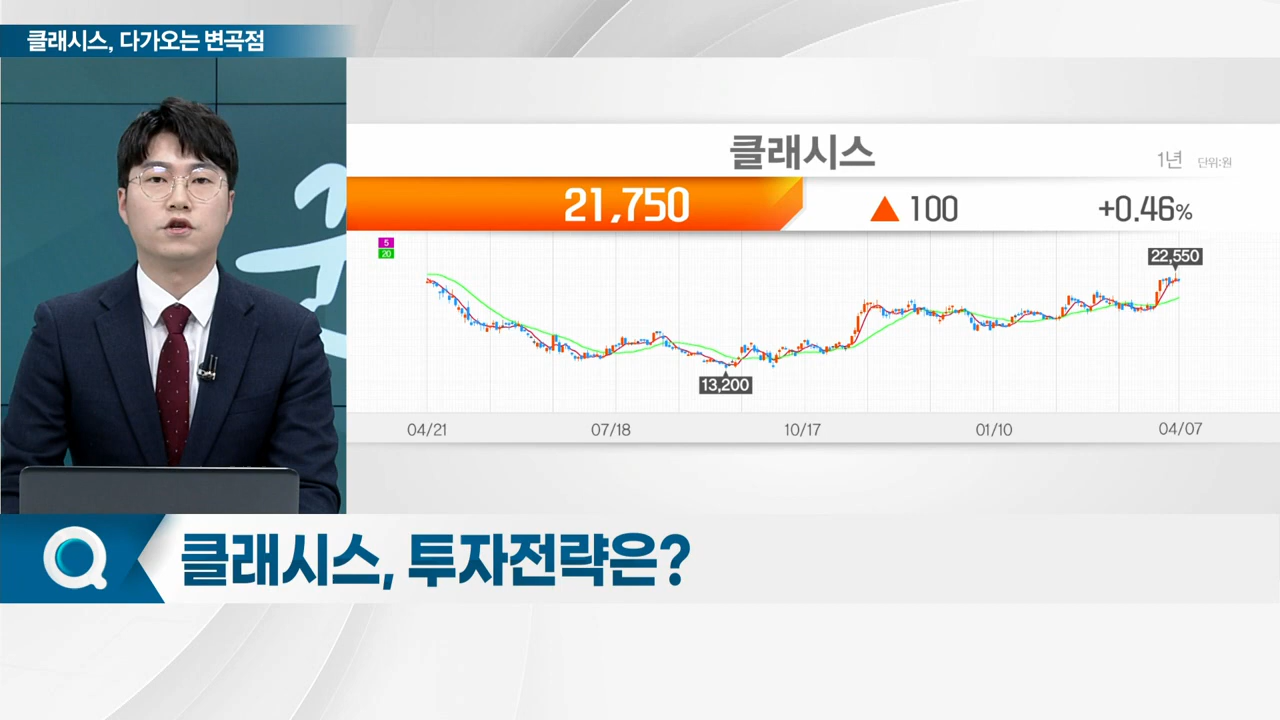 클래시스, 다가오는 변곡점
클래시스
1년 단위:원
21,750 ▲ 100 +0.46%
5
20
22,550
13,200
04/21 07/18 10/17 01/10 04/07
Q 클래시스, 투자전략은?